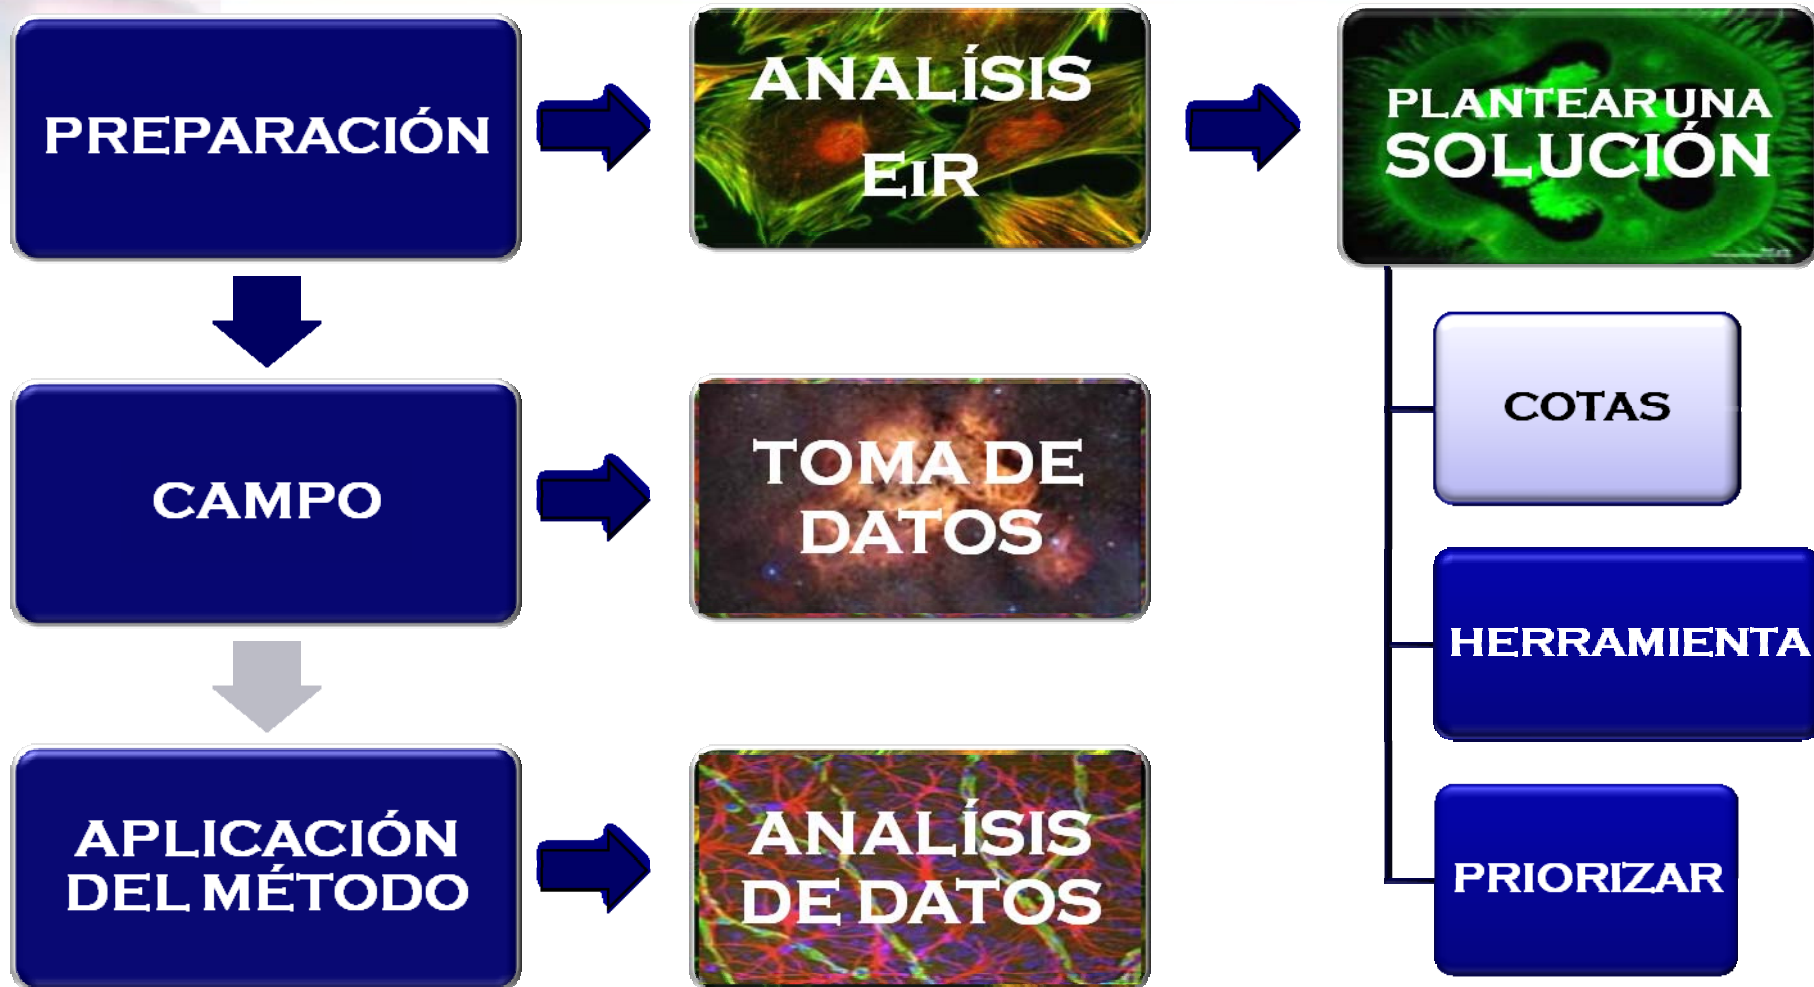 PREPARACIÓN
ANALÍSIS
EIR
PLANTEAR UNA
SOLUCIÓN
COTAS
CAMPO
TOMA DE
DATOS
HERRAMIENTA
APLICACIÓN
DEL MÉTODO
ANALÍSIS
DE DATOS
PRIORIZAR